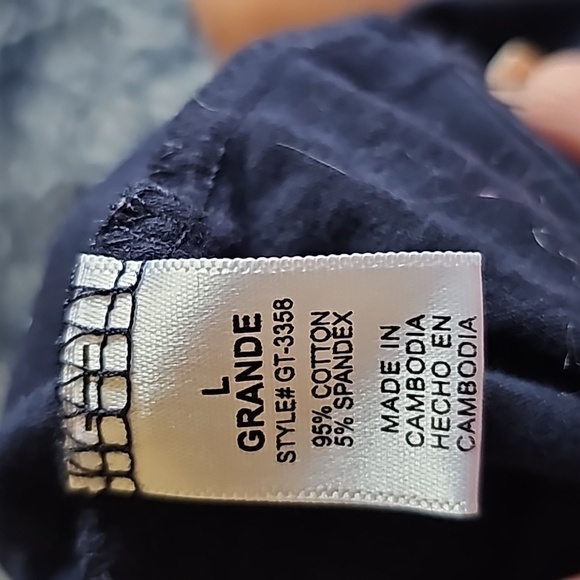 L
GRANDE
STYLE# GT-3358
95% COTTON
5% SPANDEX
MADE IN
CAMBODIA
HECHO EN
CAMBODIA